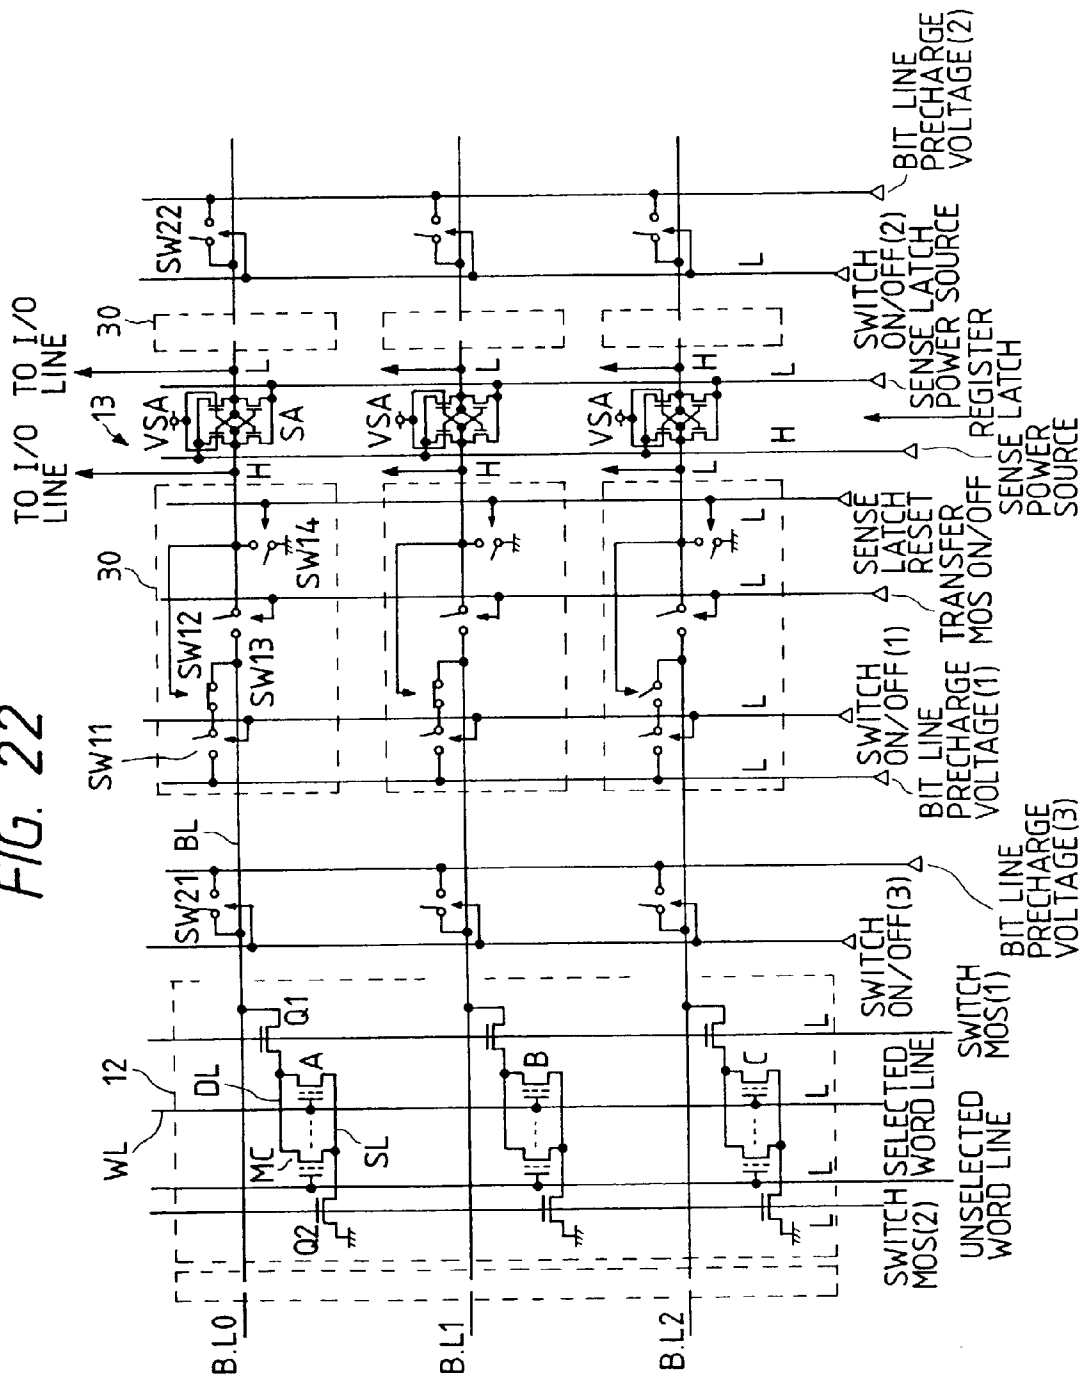 FIG. 22
TO I/O
LINE
TO I/O
LINE
13
30
30
12
WL
DL
BL
SW11
SW12
SW13
SW14
SW21
SW22
VSA
SA
H
L
MC
A
SL
Q1
Q2
B.L0
VSA
H
L
B
B.L1
VSA
L
H
C
B.L2
L
L
L
L
L
L
L
L
H
L
L
SWITCH
MOS(2)
UNSELECTED
WORD LINE
SELECTED
WORD LINE
SWITCH
MOS(1)
SWITCH
ON/OFF(3)
BIT LINE
PRECHARGE
VOLTAGE(3)
BIT LINE
PRECHARGE
VOLTAGE(1)
SWITCH
ON/OFF(1)
TRANSFER
MOS ON/OFF
SENSE
LATCH
RESET
SENSE LATCH
POWER
SOURCE
REGISTER
SENSE LATCH
POWER SOURCE
SWITCH
ON/OFF(2)
BIT LINE
PRECHARGE
VOLTAGE(2)